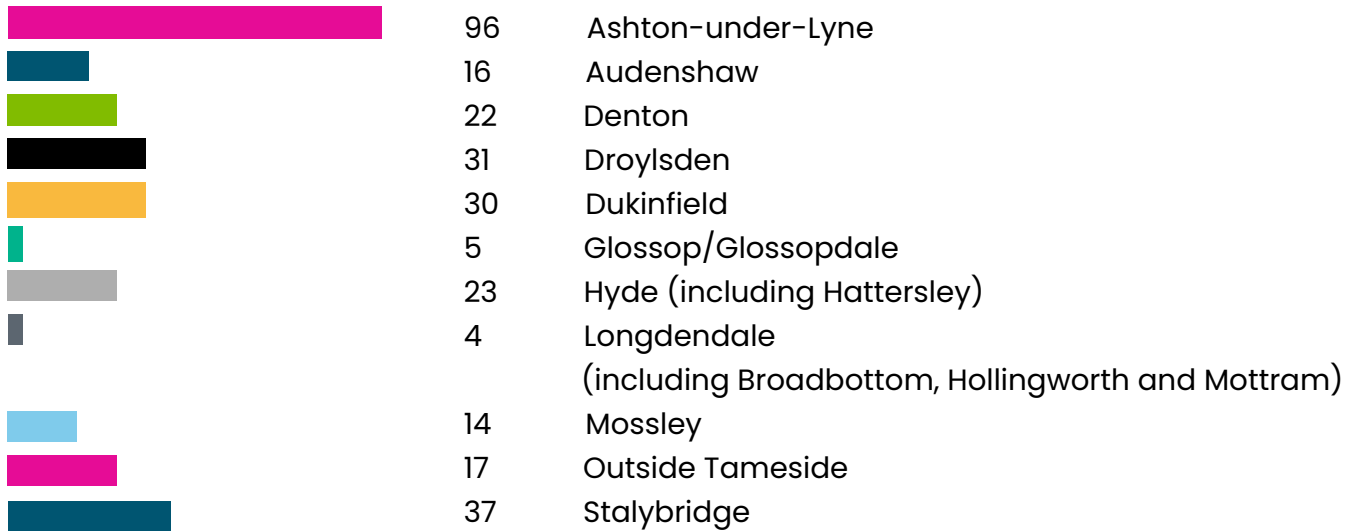 96 Ashton-under-Lyne
16 Audenshaw
22 Denton
31 Droylsden
30 Dukinfield
5 Glossop/Glossopdale
23 Hyde (including Hattersley)
4 Longdendale
(including Broadbottom, Hollingworth and Mottram)
14 Mossley
17 Outside Tameside
37 Stalybridge